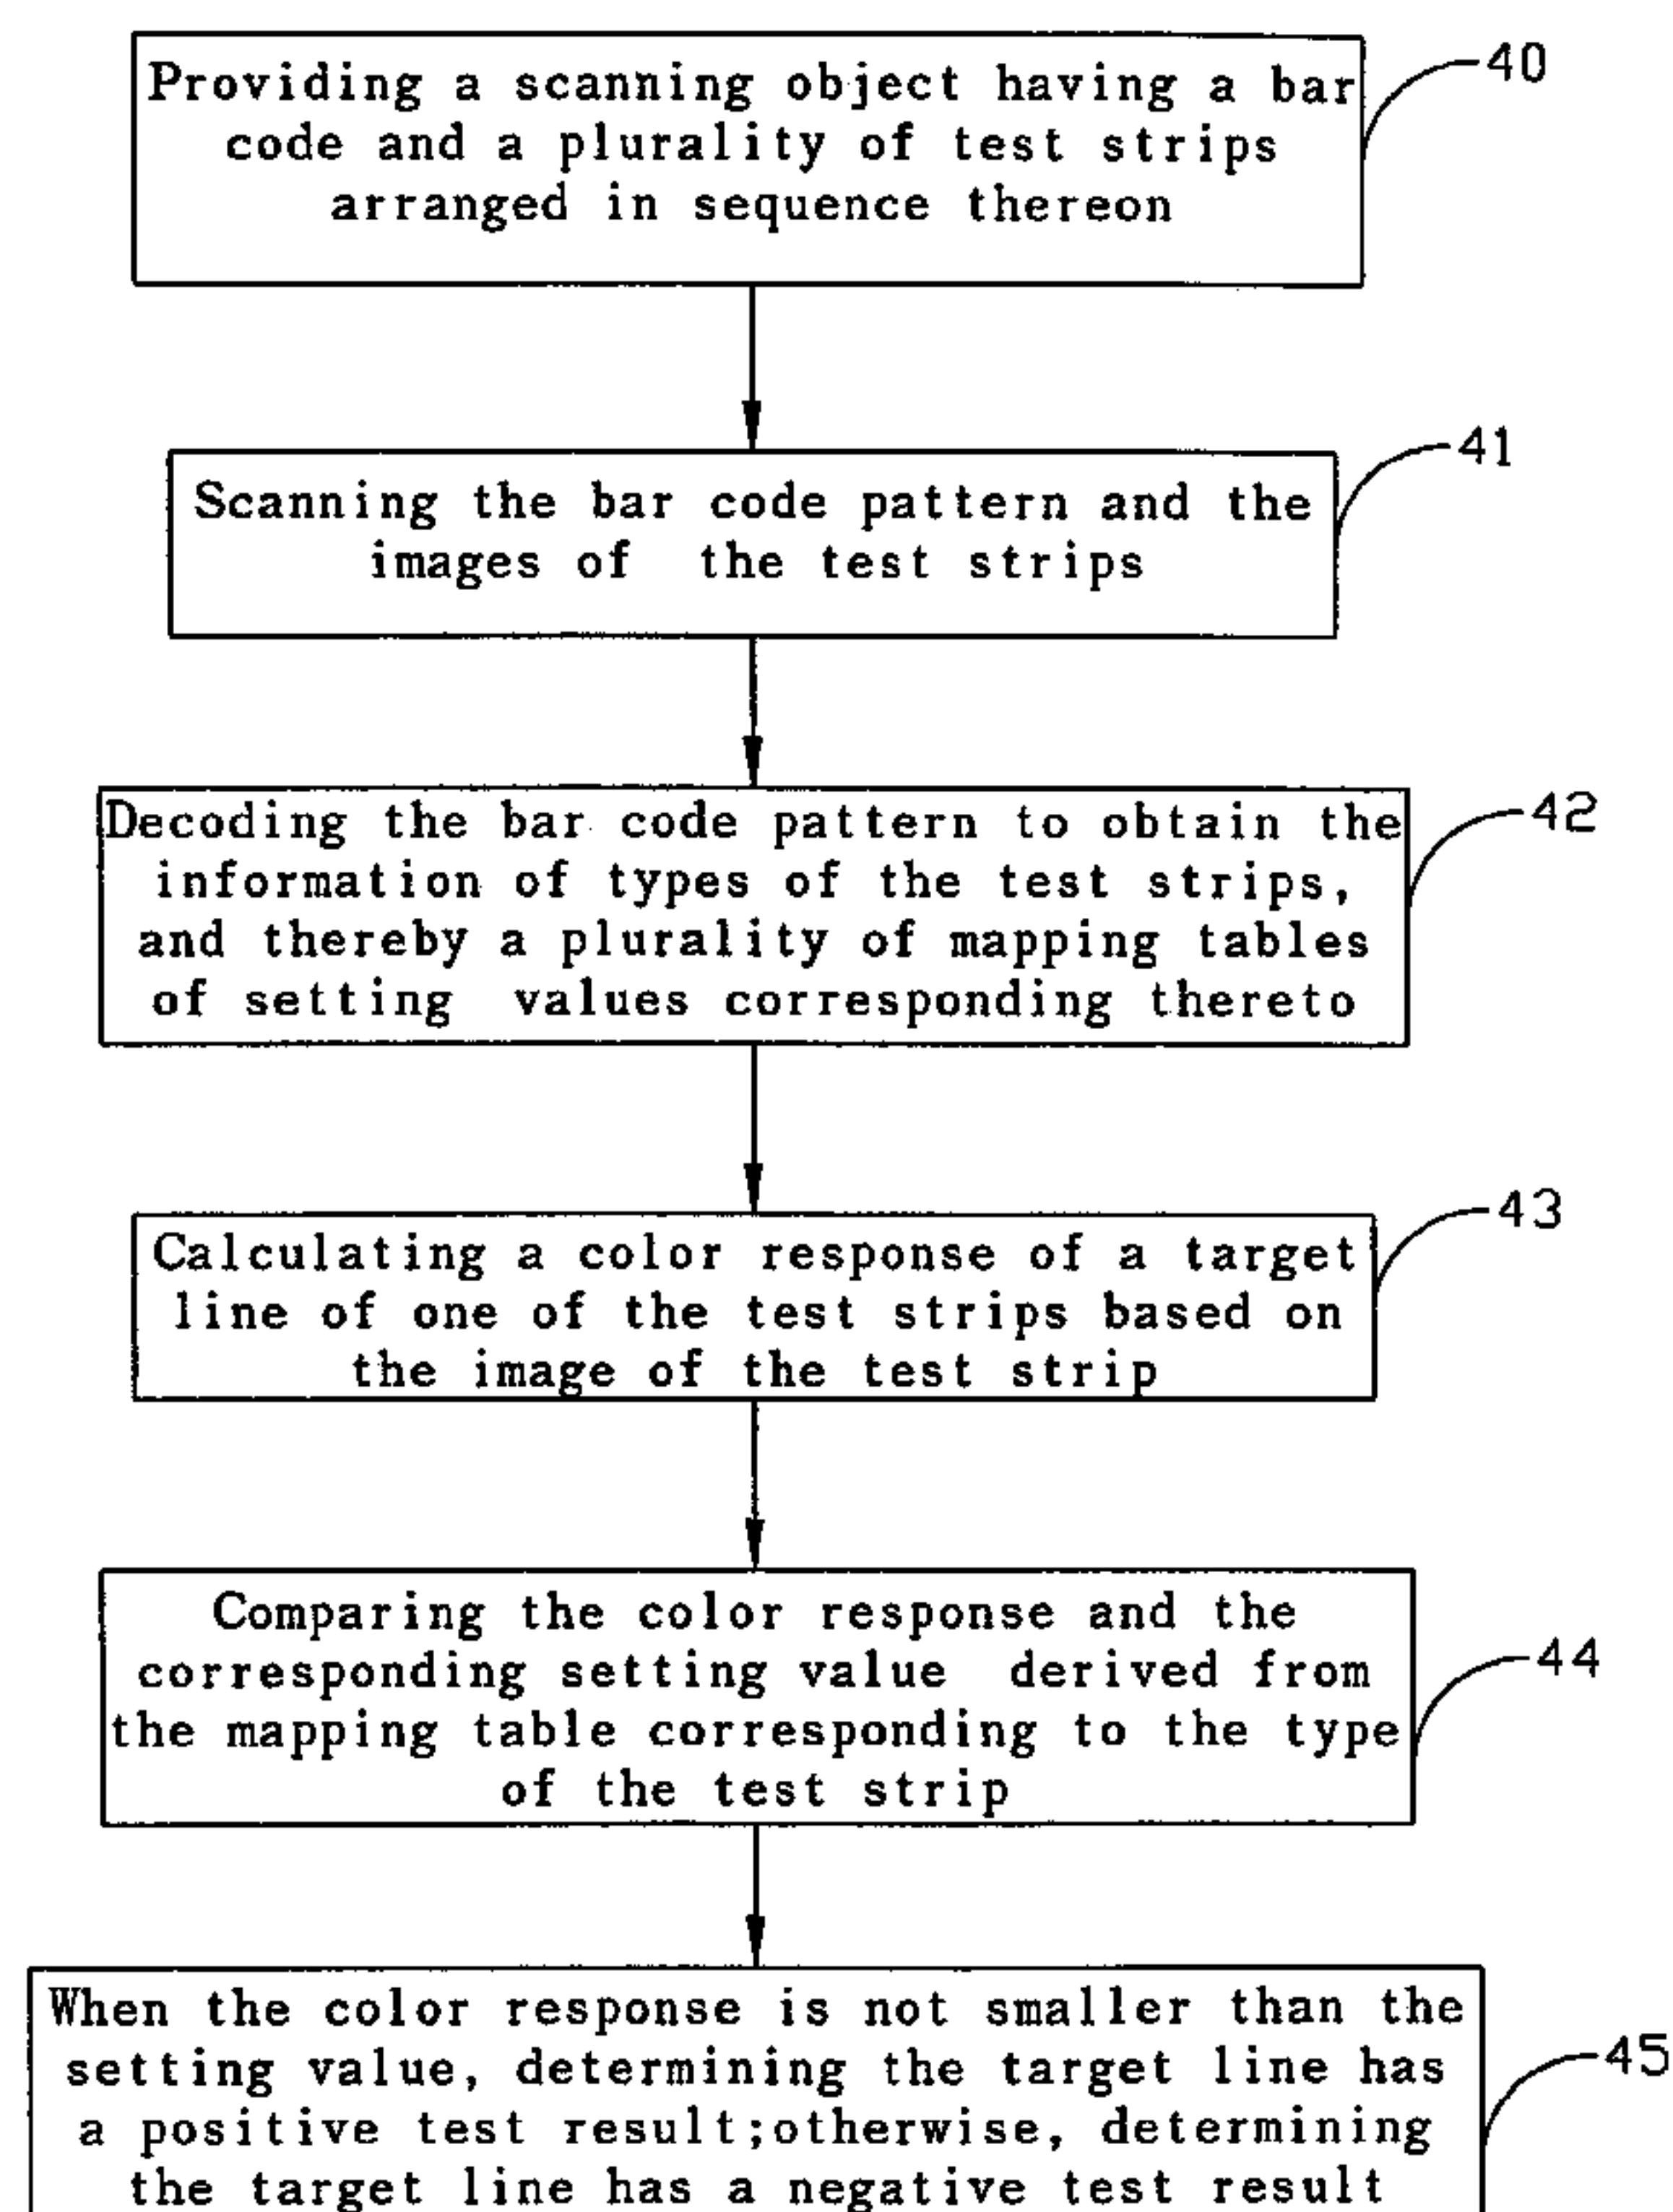 Providing a scanning object having a bar
code and a plurality of test strips
arranged in sequence thereon
40
Scanning the bar code pattern and the
images of the test strips
41
Decoding the bar code pattern to obtain the
information of types of the test strips,
and thereby a plurality of mapping tables
of setting values corresponding thereto
42
Calculating a color response of a target
line of one of the test strips based on
the image of the test strip
43
Comparing the color response and the
corresponding setting value derived from
the mapping table corresponding to the type
of the test strip
44
When the color response is not smaller than the
setting value, determining the target line has
a positive test result;otherwise, determining
the target line has a negative test result
45